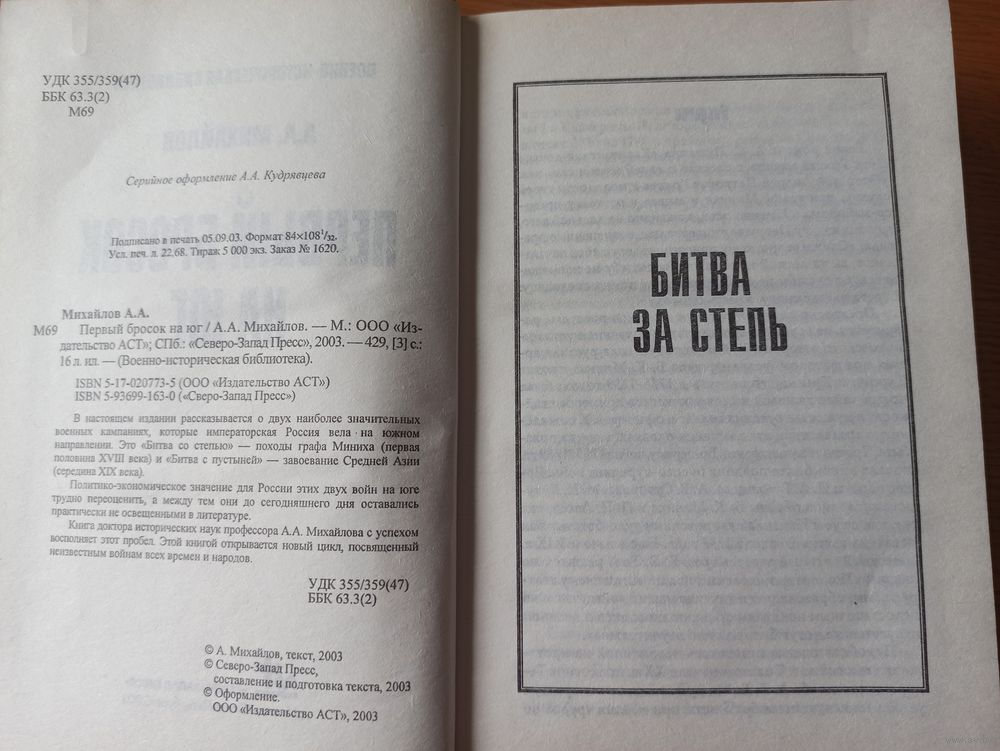 УДК 355/359(47)
ББК 63.3(2)
М69
Серийное оформление А.А. Кудрявцева
Подписано в печать 05.09.03. Формат 84×108¹/₃₂.
Усл. печ. л. 22,68. Тираж 5 000 экз. Заказ № 1620.
Михайлов А.А.
М69 Первый бросок на юг / А.А. Михайлов. — М.: ООО «Из-
дательство АСТ»; СПб.: «Северо-Запад Пресс», 2003. — 429, [3] с.:
16 л. ил. — (Военно-историческая библиотека).
ISBN 5-17-020773-5 (ООО «Издательство АСТ»)
ISBN 5-93699-163-0 («Сверо-Запад Пресс»)
В настоящем издании рассказывается о двух наиболее значительных
военных кампаниях, которые императорская Россия вела на южном
направлении. Это «Битва со степью» — походы графа Миниха (первая
половина XVIII века) и «Битва с пустыней» — завоевание Средней Азии
(середина XIX века).
Политико-экономическое значение для России этих двух войн на юге
трудно переоценить, а между тем они до сегодняшнего дня оставались
практически не освещенными в литературе.
Книга доктора исторических наук профессора А.А. Михайлова с успехом
восполняет этот пробел. Этой книгой открывается новый цикл, посвященный
неизвестным войнам всех времен и народов.
УДК 355/359(47)
ББК 63.3(2)
© А. Михайлов, текст, 2003
© Северо-Запад Пресс,
составление и подготовка текста, 2003
© Оформление.
ООО «Издательство АСТ», 2003
БИТВА
ЗА СТЕПЬ